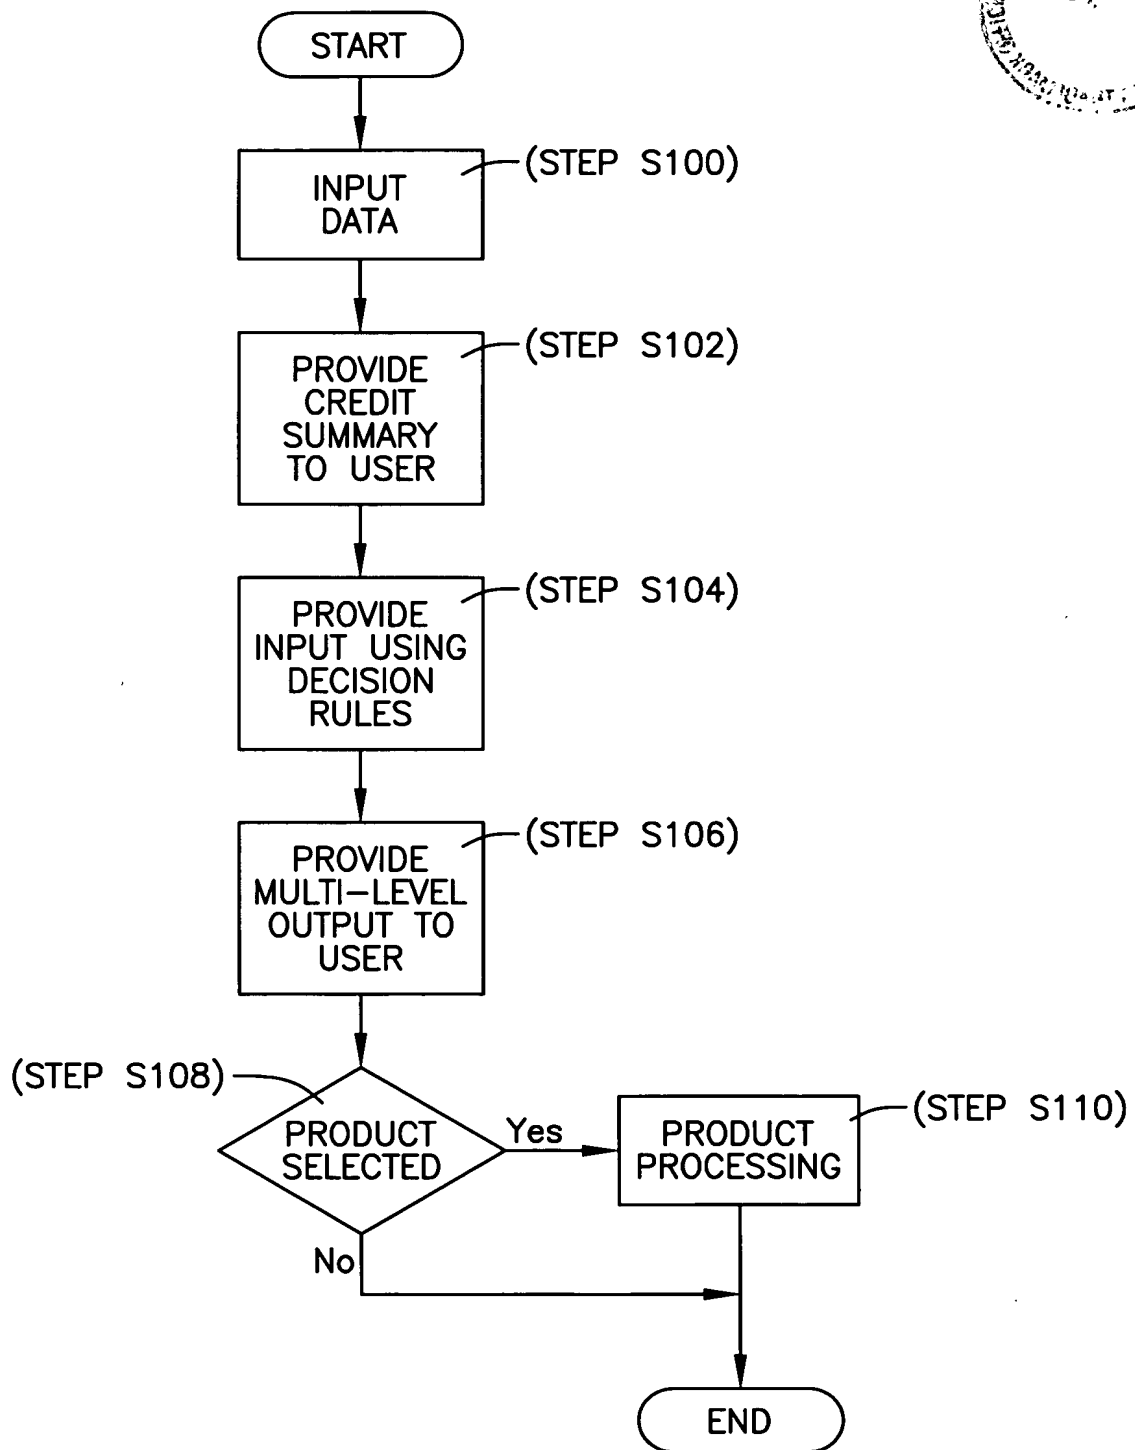 START
INPUT
DATA
(STEP S100)
PROVIDE
CREDIT
SUMMARY
TO USER
(STEP S102)
PROVIDE
INPUT USING
DECISION
RULES
(STEP S104)
PROVIDE
MULTI-LEVEL
OUTPUT TO
USER
(STEP S106)
(STEP S108)
PRODUCT
SELECTED
Yes
No
PRODUCT
PROCESSING
(STEP S110)
END